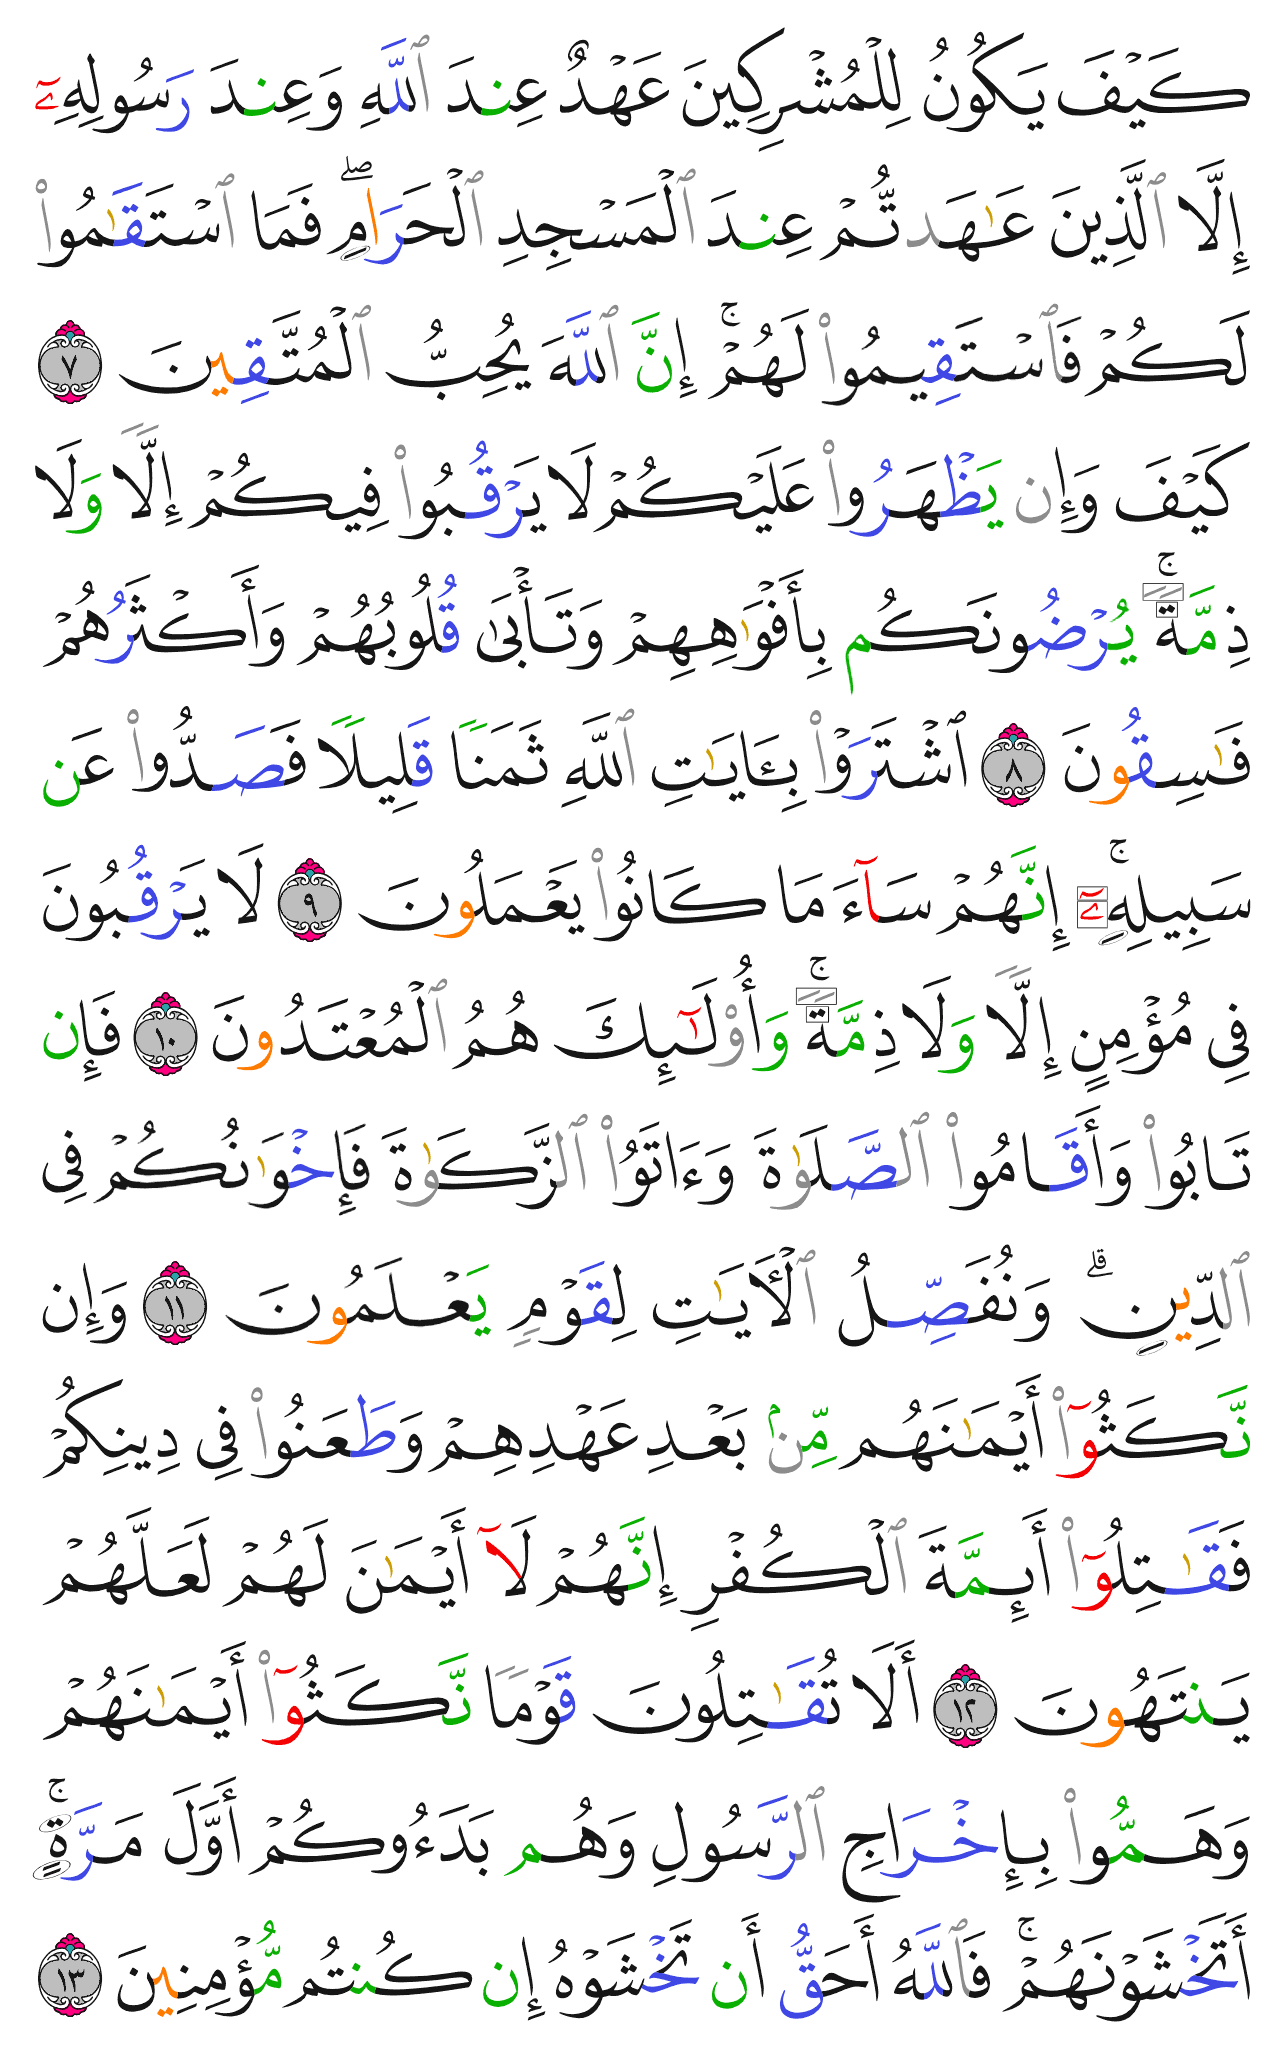 كَيۡفَ يَكُونُ لِلۡمُشۡرِكِينَ عَهۡدٌ عِندَ ٱللَّهِ وَعِندَ رَسُولِهِۦٓ
إِلَّا ٱلَّذِينَ عَٰهَدتُّمۡ عِندَ ٱلۡمَسۡجِدِ ٱلۡحَرَامِۖ فَمَا ٱسۡتَقَٰمُواْ
لَكُمۡ فَٱسۡتَقِيمُواْ لَهُمۡۚ إِنَّ ٱللَّهَ يُحِبُّ ٱلۡمُتَّقِينَ ٧
كَيۡفَ وَإِن يَظۡهَرُواْ عَلَيۡكُمۡ لَا يَرۡقُبُواْ فِيكُمۡ إِلّٗا وَلَا
ذِمَّةٗۚ يُرۡضُونَكُم بِأَفۡوَٰهِهِمۡ وَتَأۡبَىٰ قُلُوبُهُمۡ وَأَكۡثَرُهُمۡ
فَٰسِقُونَ ٨ ٱشۡتَرَوۡاْ بِـَٔايَٰتِ ٱللَّهِ ثَمَنٗا قَلِيلٗا فَصَدُّواْ عَن
سَبِيلِهِۦٓۚ إِنَّهُمۡ سَآءَ مَا كَانُواْ يَعۡمَلُونَ ٩ لَا يَرۡقُبُونَ
فِي مُؤۡمِنٍ إِلّٗا وَلَا ذِمَّةٗۚ وَأُوْلَـٰٓئِكَ هُمُ ٱلۡمُعۡتَدُونَ ١٠ فَإِن
تَابُواْ وَأَقَامُواْ ٱلصَّلَوٰةَ وَءَاتَوُاْ ٱلزَّكَوٰةَ فَإِخۡوَٰنُكُمۡ فِي
ٱلدِّينِۗ وَنُفَصِّلُ ٱلۡأٓيَٰتِ لِقَوۡمٖ يَعۡلَمُونَ ١١ وَإِن
نَّكَثُوٓاْ أَيۡمَٰنَهُم مِّنۢ بَعۡدِ عَهۡدِهِمۡ وَطَعَنُواْ فِي دِينِكُمۡ
فَقَٰتِلُوٓاْ أَئِمَّةَ ٱلۡكُفۡرِ إِنَّهُمۡ لَآ أَيۡمَٰنَ لَهُمۡ لَعَلَّهُمۡ
يَنتَهُونَ ١٢ أَلَا تُقَٰتِلُونَ قَوۡمٗا نَّكَثُوٓاْ أَيۡمَٰنَهُمۡ
وَهَمُّواْ بِإِخۡرَاجِ ٱلرَّسُولِ وَهُم بَدَءُوكُمۡ أَوَّلَ مَرَّةٍۚ
أَتَخۡشَوۡنَهُمۡۚ فَٱللَّهُ أَحَقُّ أَن تَخۡشَوۡهُ إِن كُنتُم مُّؤۡمِنِينَ ١٣